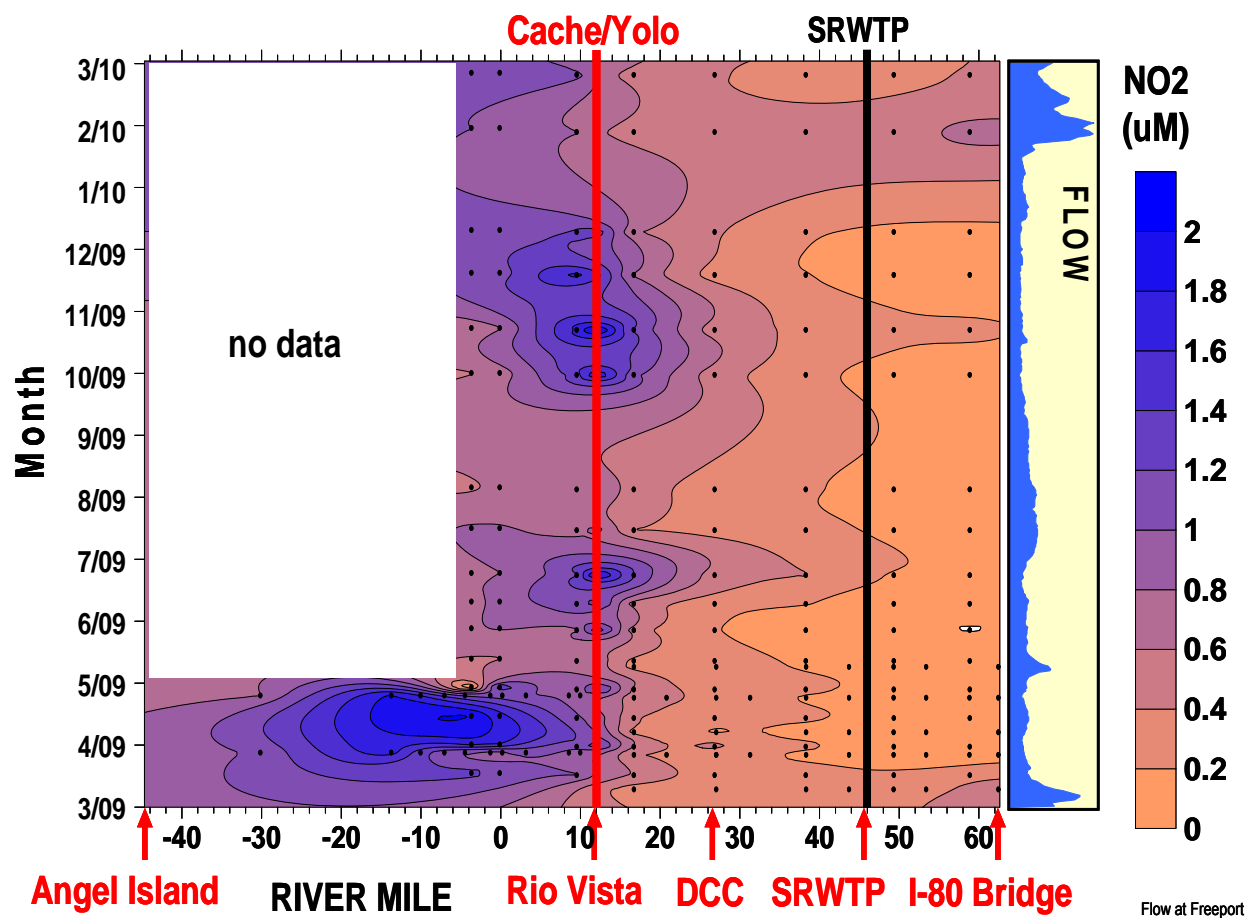 Cache/Yolo
SRWTP
3/10
2/10
1/10
12/09
11/09
10/09
9/09
8/09
7/09
6/09
5/09
4/09
3/09
Month
no data
FLOW
NO2
(uM)
2
1.8
1.6
1.4
1.2
1
0.8
0.6
0.4
0.2
0
-40 -30 -20 -10 0 10 20 30 40 50 60
Angel Island
RIVER MILE
Rio Vista
DCC
SRWTP
I-80 Bridge
Flow at Freeport